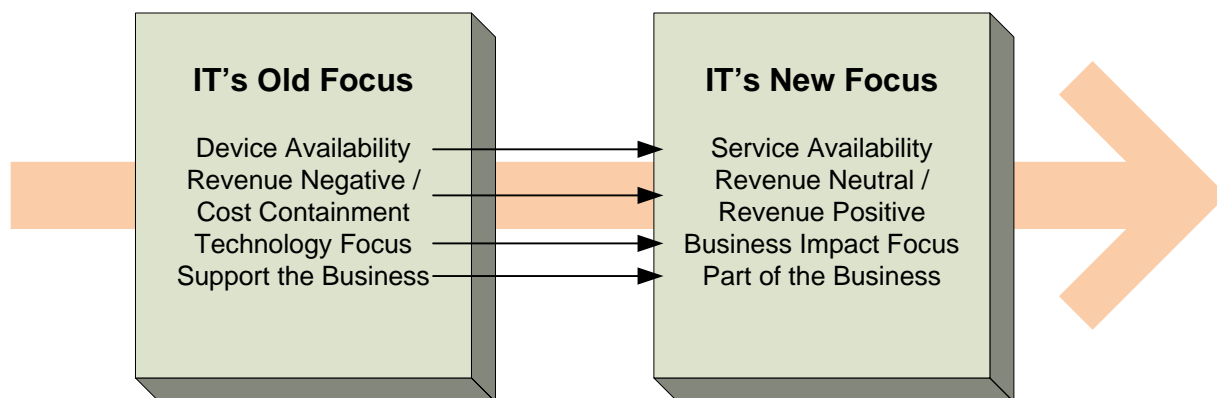 IT’s Old Focus
Device Availability
Revenue Negative /
Cost Containment
Technology Focus
Support the Business
IT’s New Focus
Service Availability
Revenue Neutral /
Revenue Positive
Business Impact Focus
Part of the Business